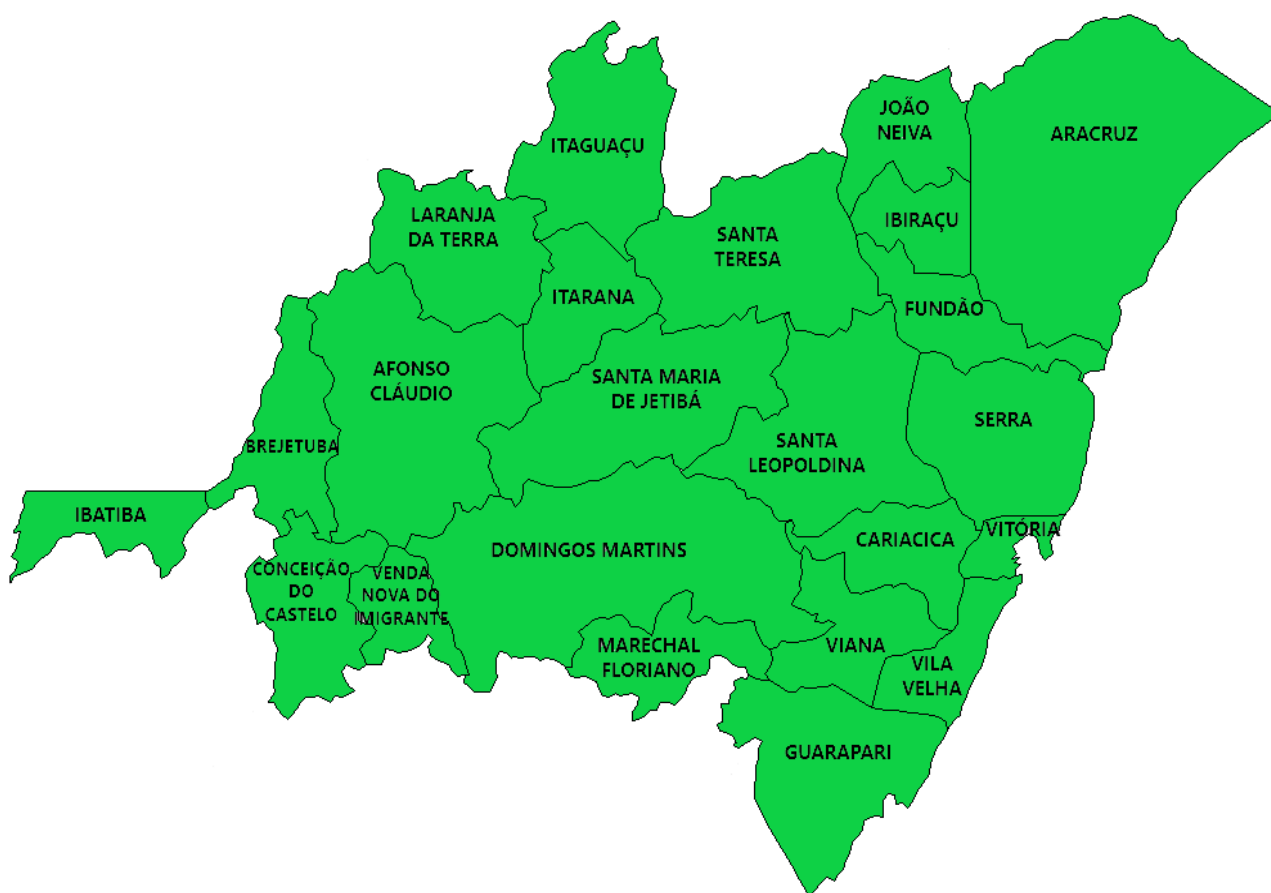 JOÃO
NEIVA
ARACRUZ
ITAGUAÇU
LARANJA
DA TERRA
IBIRAÇU
SANTA
TERESA
ITARANA
FUNDÃO
AFONSO
CLÁUDIO
SANTA MARIA
DE JETIBÁ
SERRA
BREJETUBA
SANTA
LEOPOLDINA
IBATIBA
VITÓRIA
CARIACICA
DOMINGOS MARTINS
CONCEIÇÃO
DO
CASTELO
VENDA
NOVA DO
IMIGRANTE
MARECHAL
FLORIANO
VIANA
VILA
VELHA
GUARAPARI